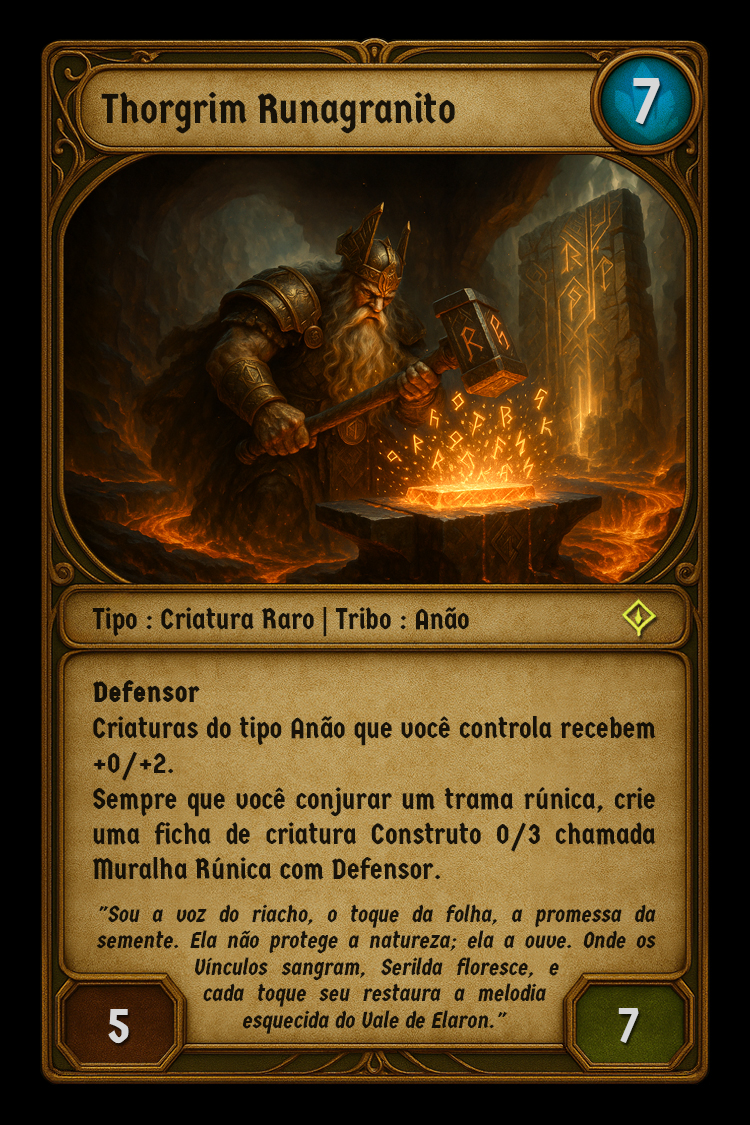 Thorgrim Runagranito
7
Tipo : Criatura Raro | Tribo : Anão
Defensor
Criaturas do tipo Anão que você controla recebem
+0/+2.
Sempre que você conjurar um trama rúnica, crie
uma ficha de criatura Construto 0/3 chamada
Muralha Rúnica com Defensor.
"Sou a voz do riacho, o toque da folha, a promessa da
semente. Ela não protege a natureza; ela a ouve. Onde os
Vínculos sangram, Serilda floresce, e
cada toque seu restaura a melodia
esquecida do Vale de Elaron."
5
7